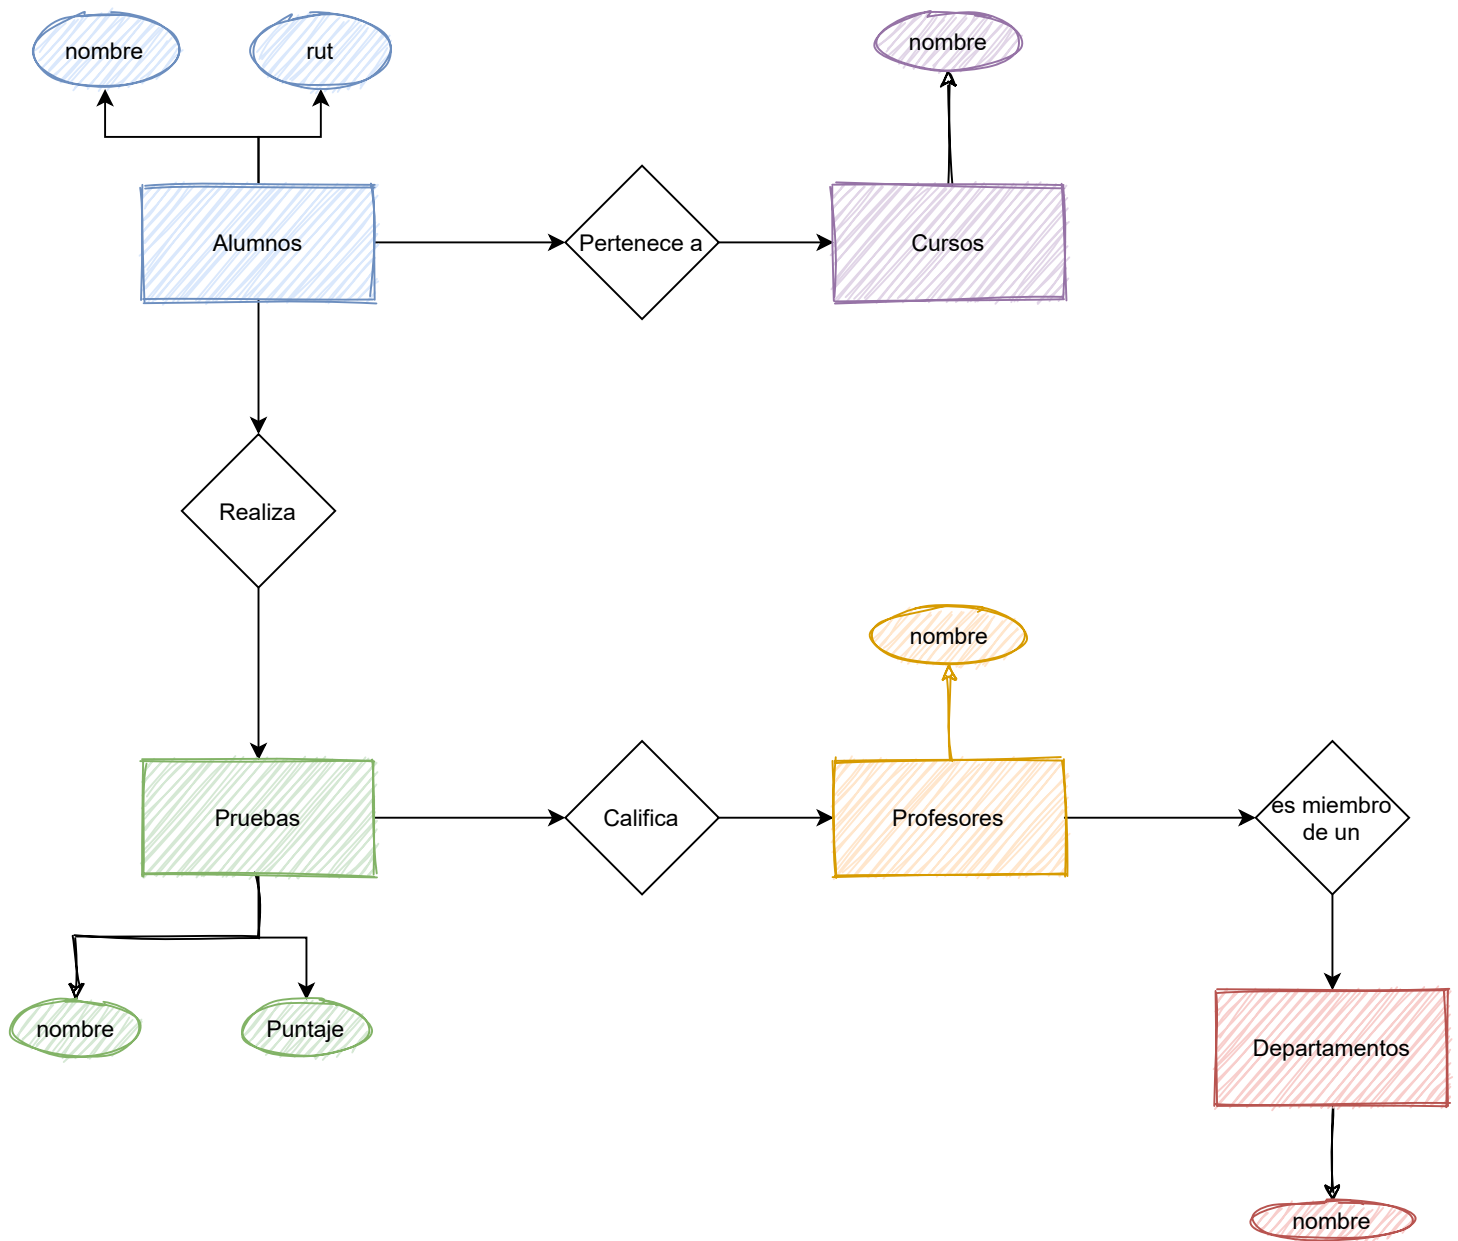 nombre
rut
nombre
Alumnos
Pertenece a
Cursos
Realiza
nombre
Pruebas
Califica
Profesores
es miembro
de un
nombre
Puntaje
Departamentos
nombre